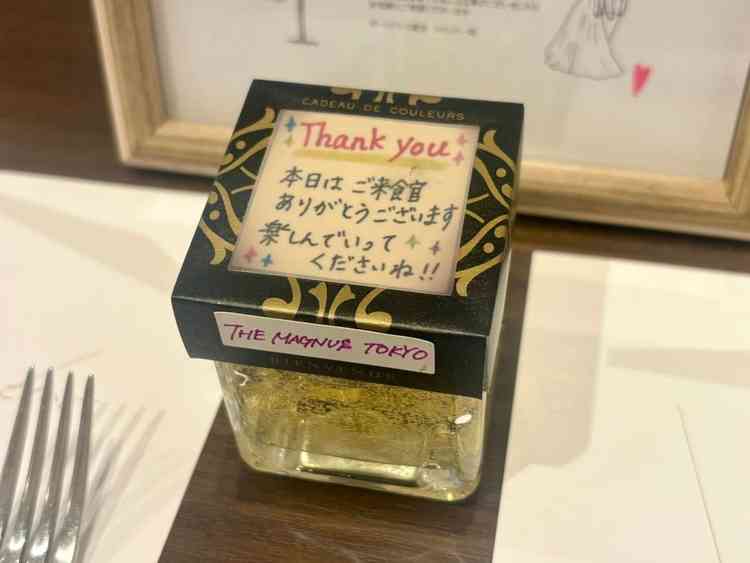 CADEAU DE COULEURS
Thank you
本日は ご来館
ありがとうございます
楽しんでいって
くださいね!!
THE MAGNUS TOKYO
BIENVENUE